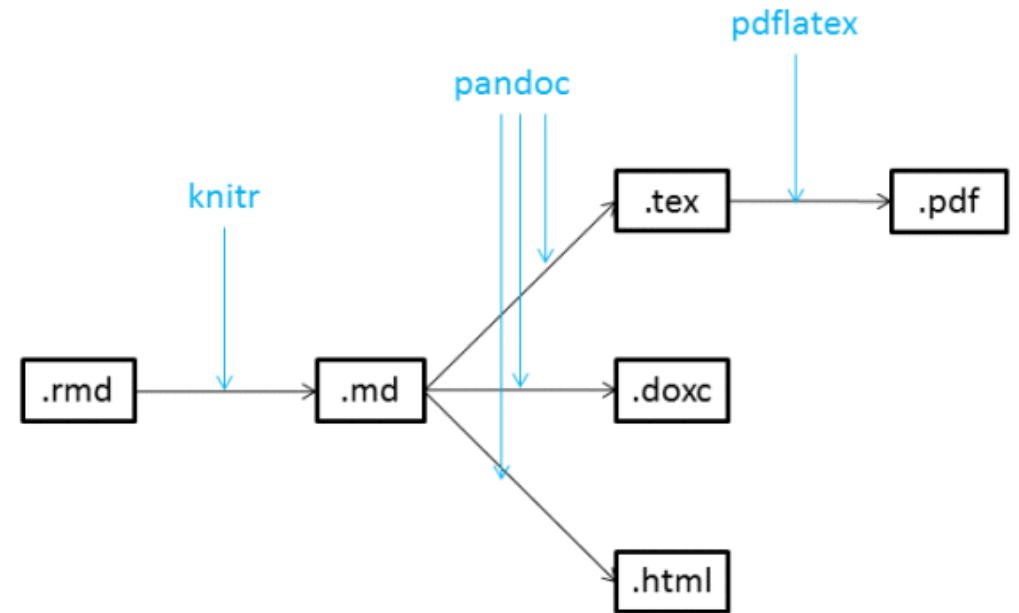 pdflatex
pandoc
knitr
.tex
.pdf
.rmd
.md
.doxc
.html